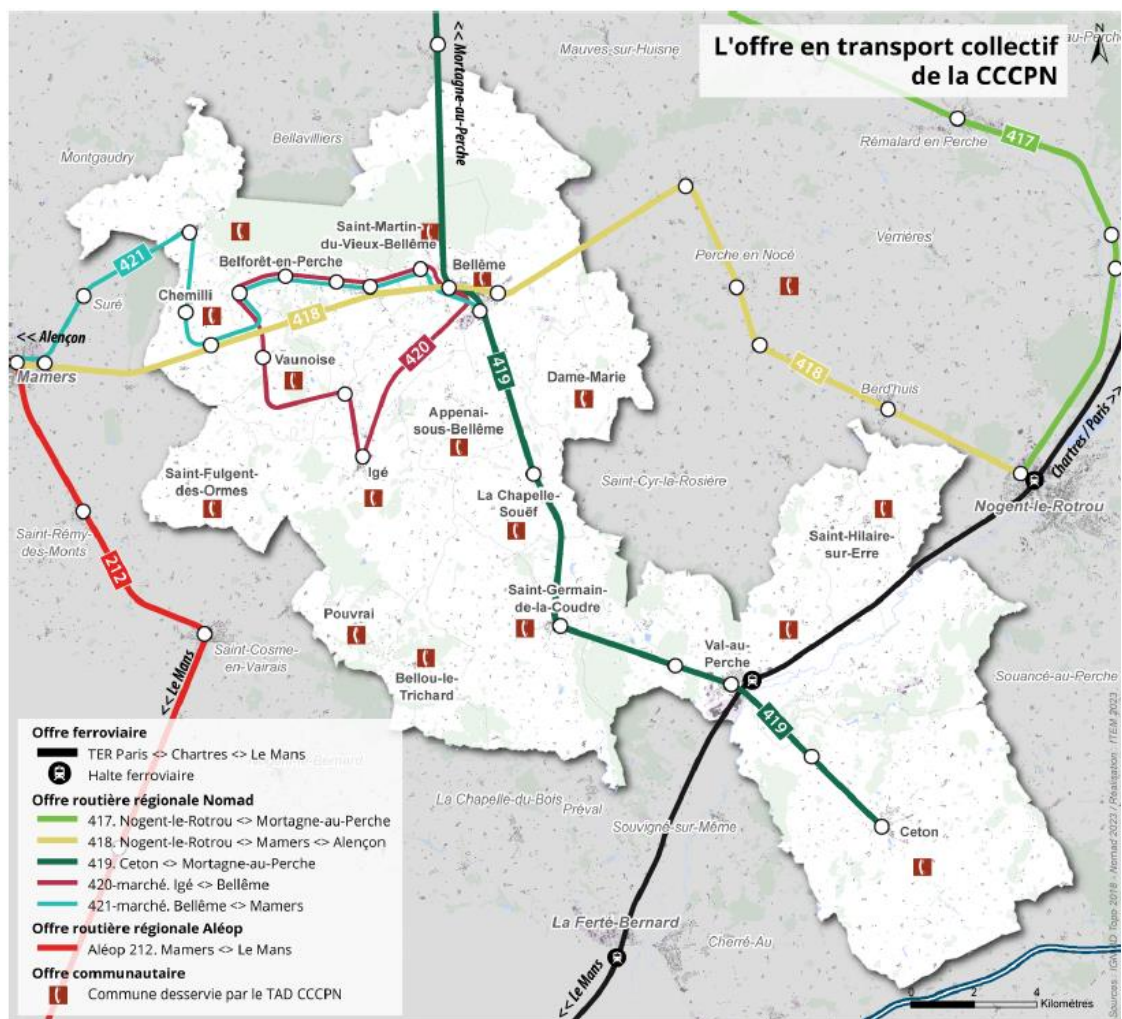 L'offre en transport collectif
de la CCCPN
N
<< Mortagne-au-Perche
Mauves-sur-Huisne
au-Perche
Bellavilliers
Montgaudry
Rémalard en Perche
417
Saint-Martin-
du-Vieux-Bellême
Verrières
421
Belforêt-en-Perche
Bellême
Perche en Nocé
Suré
Chemilli
418
<< Alençon
Mamers
420
Vaunoise
419
418
Dame-Marie
Berd'huis
Chartres / Paris >>
Appenai-
sous-Bellême
Igé
Saint-Fulgent-
des-Ormes
Saint-Cyr-la-Rosière
Nogent-le-Rotrou
La Chapelle-
Souëf
Saint-Rémy-
des-Monts
Saint-Hilaire-
sur-Erre
212
Saint-Germain-
de-la-Coudre
Pouvrai
Saint-Cosme-
en-Vairais
Bellou-le-
Trichard
Val-au-
Perche
Souancé-au-Perche
<< Le Mans
419
La Chapelle-du-Bois
Préval
Souvigné-sur-Même
Ceton
La Ferté-Bernard
Cherré-Au
<< Le Mans
Offre ferroviaire
TER Paris <> Chartres <> Le Mans
Halte ferroviaire
Offre routière régionale Nomad
417. Nogent-le-Rotrou <> Mortagne-au-Perche
418. Nogent-le-Rotrou <> Mamers <> Alençon
419. Ceton <> Mortagne-au-Perche
420-marché. Igé <> Bellême
421-marché. Bellême <> Mamers
Offre routière régionale Aléop
Aléop 212. Mamers <> Le Mans
Offre communautaire
Commune desservie par le TAD CCCPN
0 2 4
Kilomètres
Topo 2018 - Nomad 2023 / Réalisation : ITEM 2023